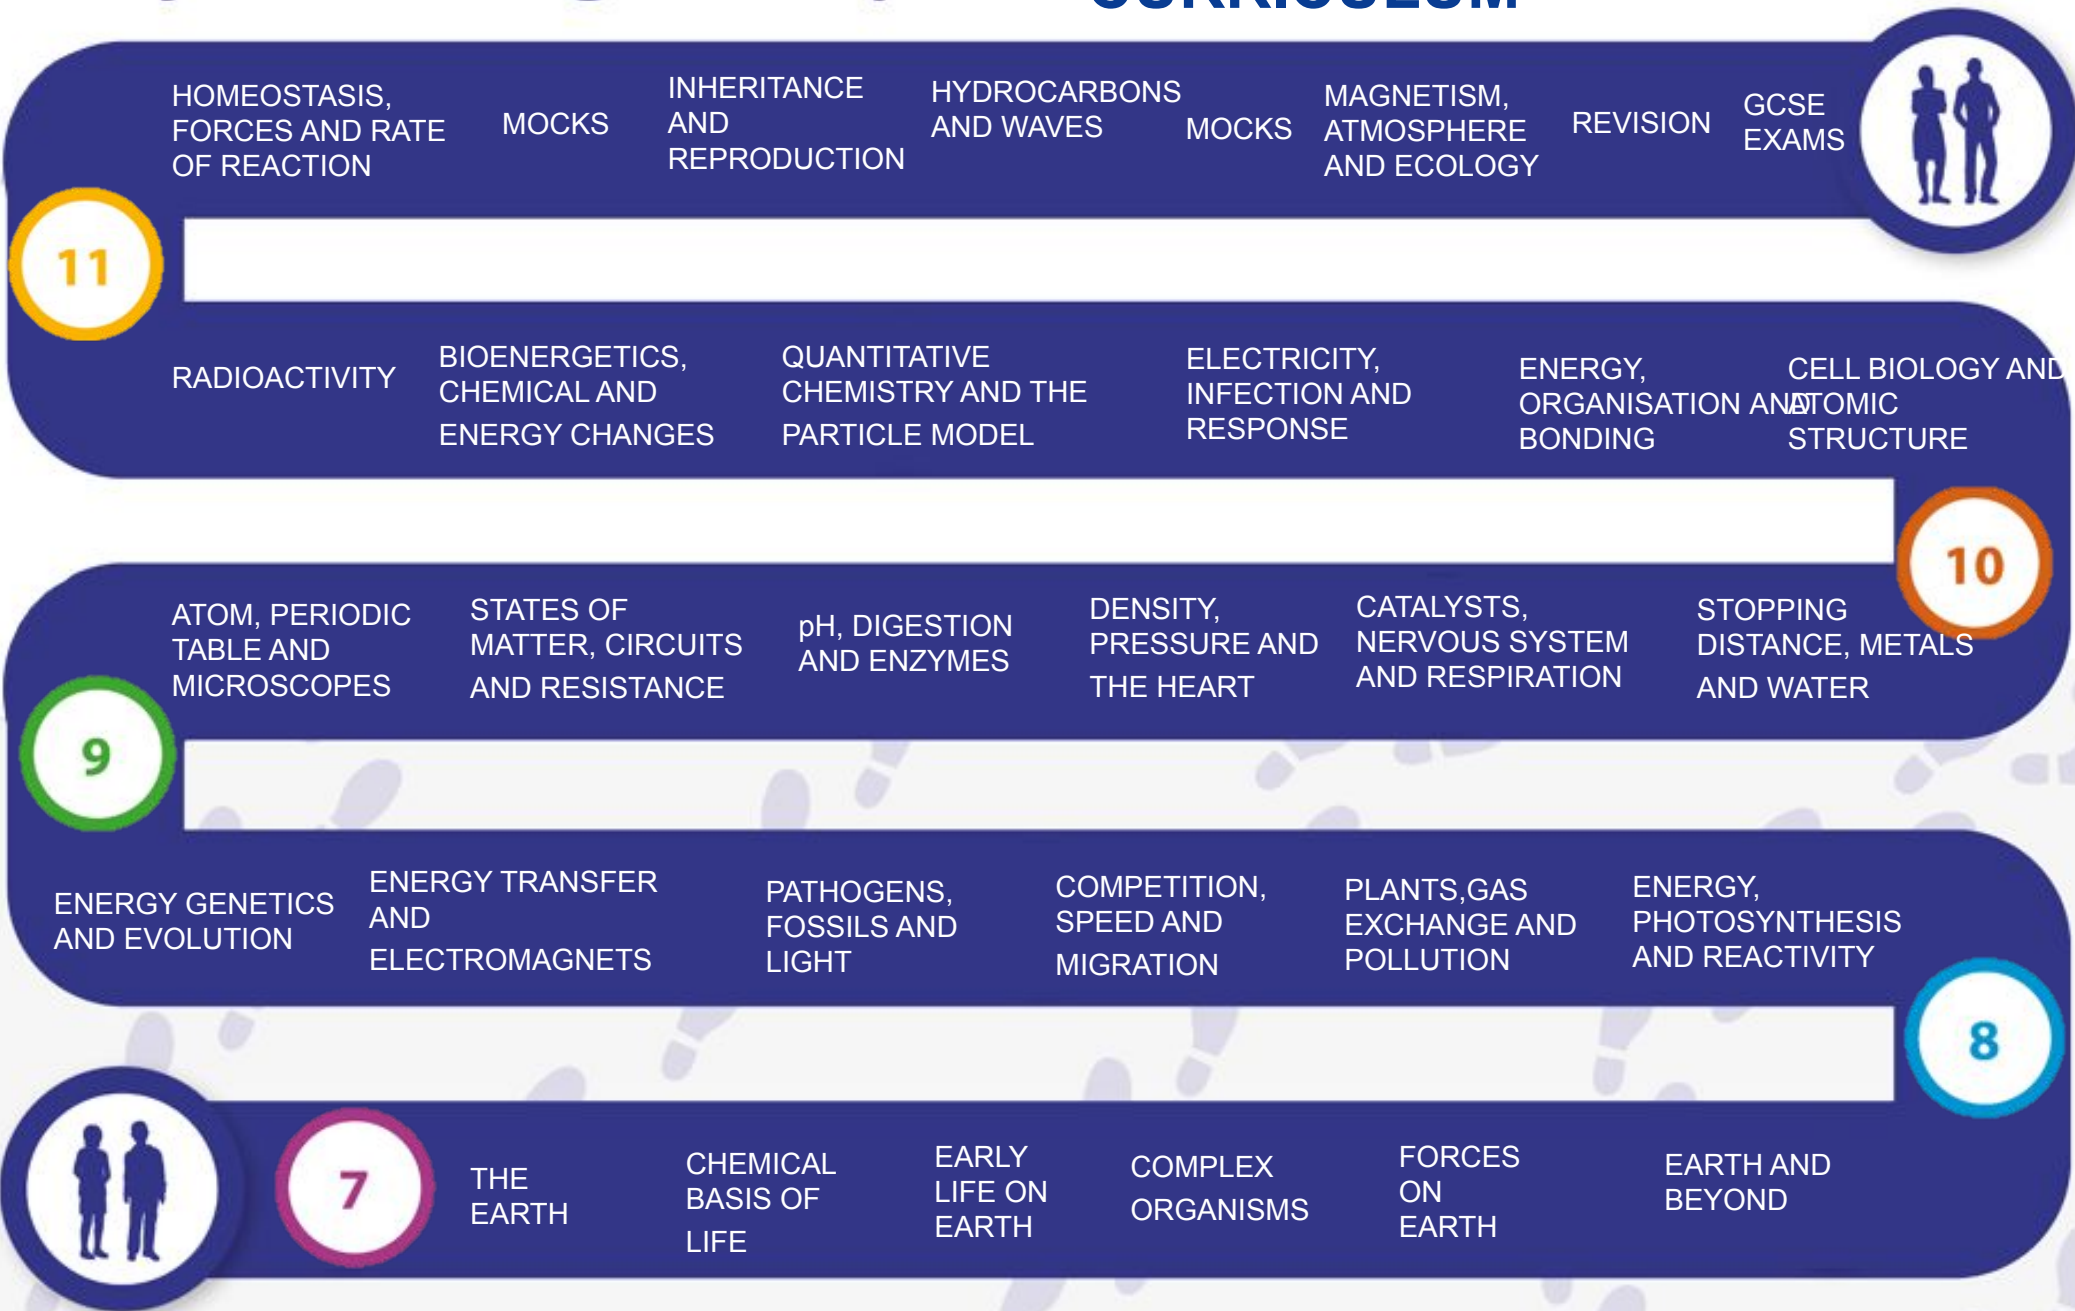 CURRICULUM
HOMEOSTASIS,
FORCES AND RATE
OF REACTION
MOCKS
INHERITANCE
AND
REPRODUCTION
HYDROCARBONS
AND WAVES
MOCKS
MAGNETISM,
ATMOSPHERE
AND ECOLOGY
REVISION
GCSE
EXAMS
11
RADIOACTIVITY
BIOENERGETICS,
CHEMICAL AND
ENERGY CHANGES
QUANTITATIVE
CHEMISTRY AND THE
PARTICLE MODEL
ELECTRICITY,
INFECTION AND
RESPONSE
ENERGY,
ORGANISATION AND
BONDING
CELL BIOLOGY AND
ATOMIC
STRUCTURE
10
ATOM, PERIODIC
TABLE AND
MICROSCOPES
STATES OF
MATTER, CIRCUITS
AND RESISTANCE
pH, DIGESTION
AND ENZYMES
DENSITY,
PRESSURE AND
THE HEART
CATALYSTS,
NERVOUS SYSTEM
AND RESPIRATION
STOPPING
DISTANCE, METALS
AND WATER
9
ENERGY GENETICS
AND EVOLUTION
ENERGY TRANSFER
AND
ELECTROMAGNETS
PATHOGENS,
FOSSILS AND
LIGHT
COMPETITION,
SPEED AND
MIGRATION
PLANTS,GAS
EXCHANGE AND
POLLUTION
ENERGY,
PHOTOSYNTHESIS
AND REACTIVITY
8
7
THE
EARTH
CHEMICAL
BASIS OF
LIFE
EARLY
LIFE ON
EARTH
COMPLEX
ORGANISMS
FORCES
ON
EARTH
EARTH AND
BEYOND